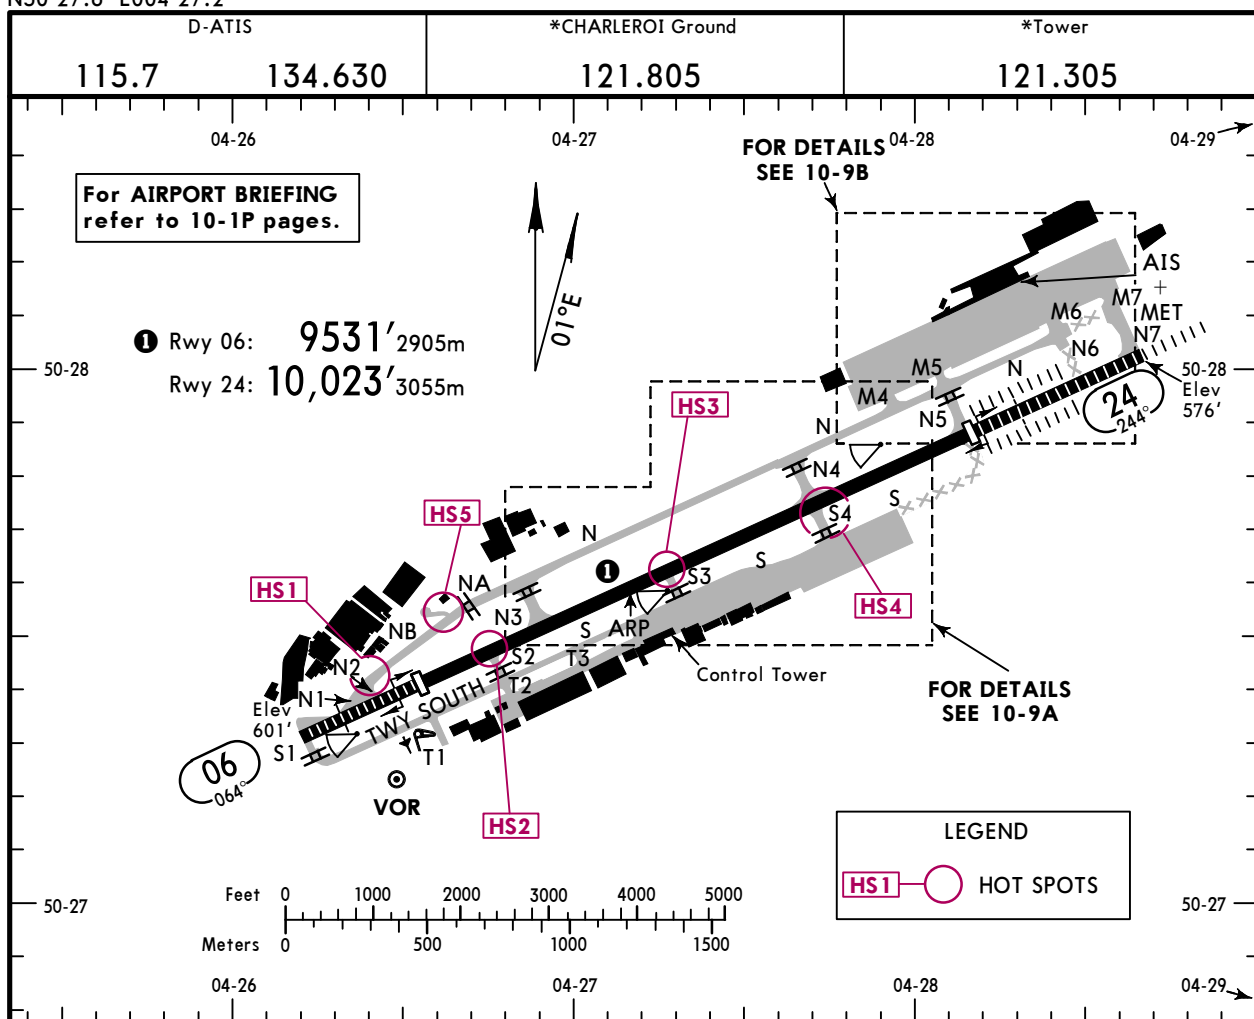 N50 27.6 E004 27.2
D-ATIS
*CHARLEROI Ground
*Tower
115.7 134.630
121.805
121.305
04-26
04-27
04-28
04-29
FOR DETAILS
SEE 10-9B
For AIRPORT BRIEFING
refer to 10-1P pages.
01°E
AIS
+
MET
M7
M6
N7
1 Rwy 06: 9531' 2905m
Rwy 24: 10,023' 3055m
50-28
50-28
N6
M5
N
M4
Elev
576'
24
244°
HS3
N
N5
N4
S
HS5
S4
N
1
S
HS4
HS1
NA
S3
N3
NB
S
ARP
S2
T3
N2
Control Tower
T2
N1
TWY SOUTH
Elev
601'
S1
T1
FOR DETAILS
SEE 10-9A
06
064°
VOR
HS2
LEGEND
HS1 HOT SPOTS
Feet 0 1000 2000 3000 4000 5000
Meters 0 500 1000 1500
50-27
50-27
04-26
04-27
04-28
04-29